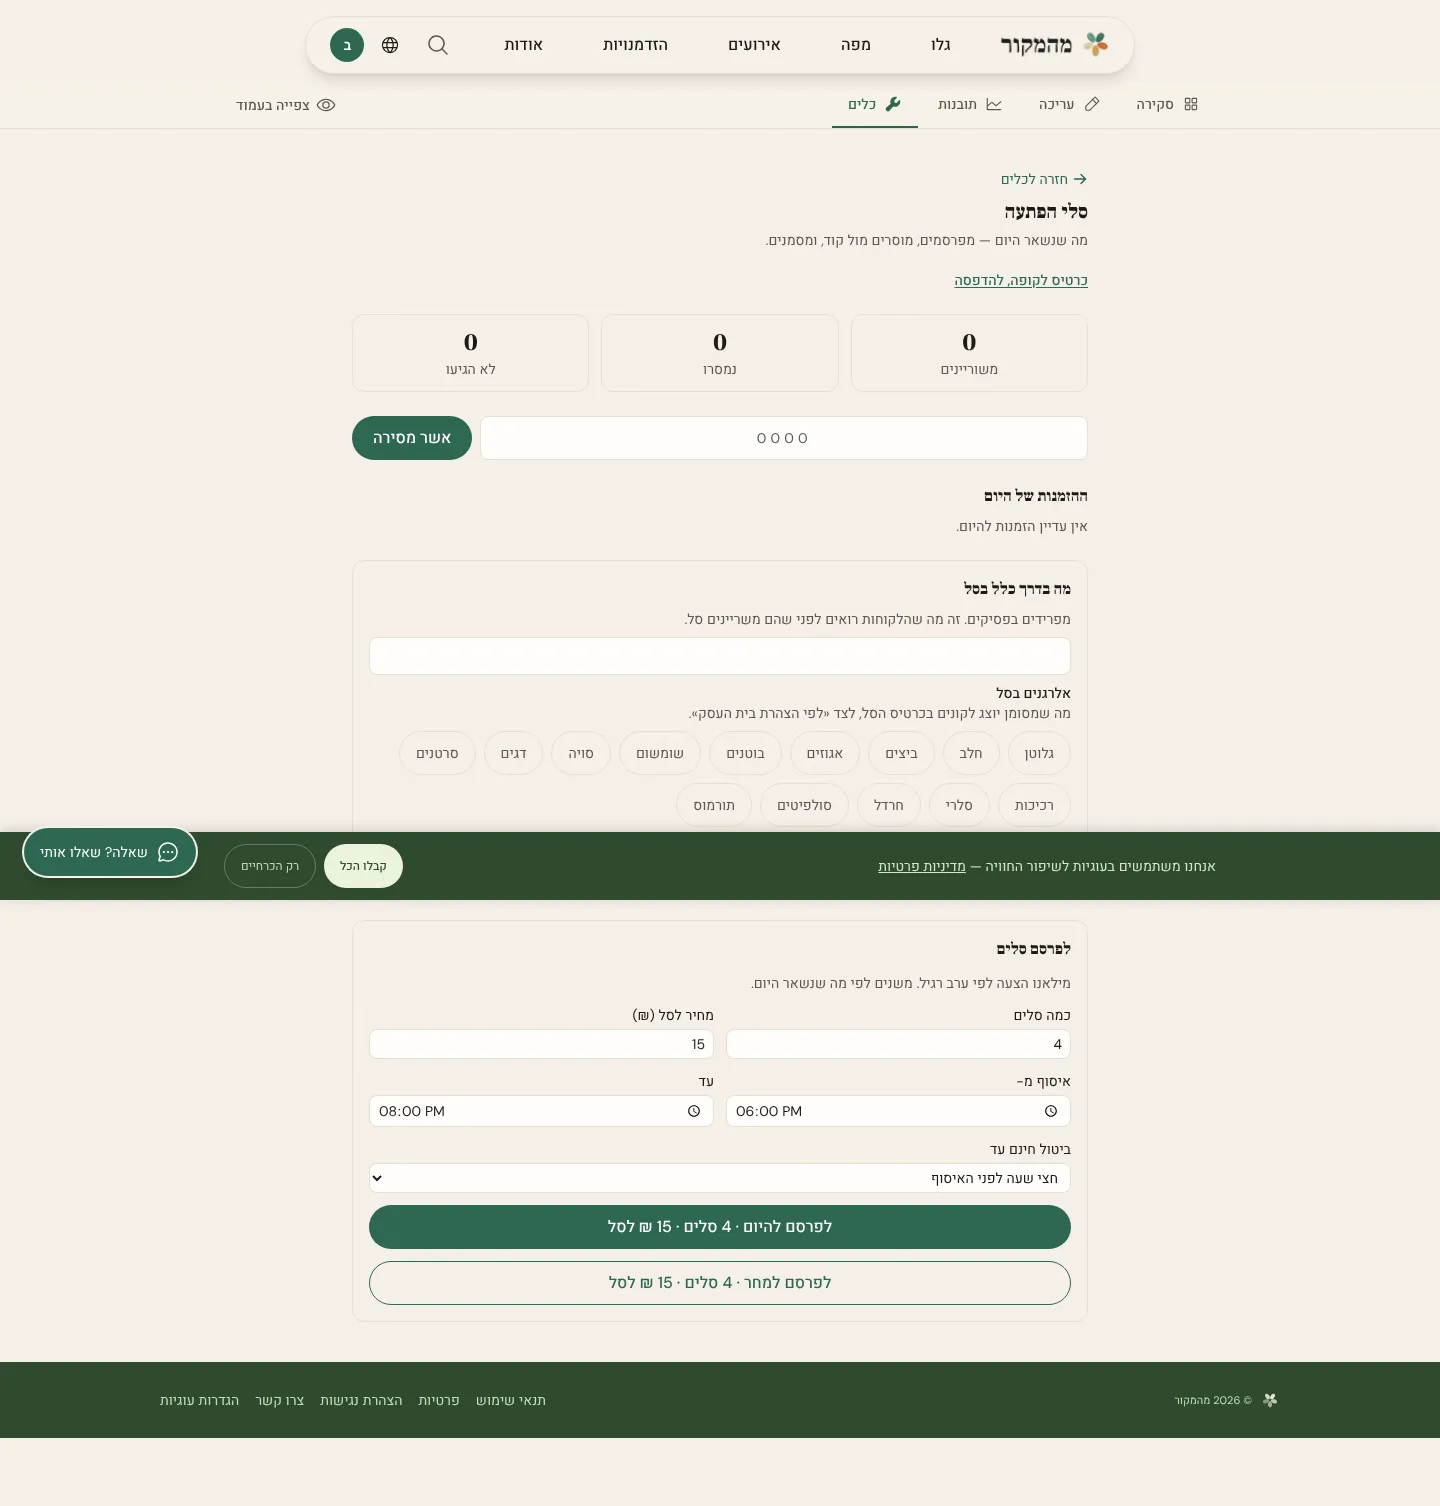 מהמקור
גלו
מפה
אירועים
הזדמנויות
אודות
ב
סקירה
עריכה
תובנות
כלים
צפייה בעמוד
→ חזרה לכלים
סלי הפתעה
מה שנשאר היום — מפרסמים, מוסרים מול קוד, ומסמנים.
כרטיס לקופה, להדפסה
0
משוריינים
0
נמסרו
0
לא הגיעו
0000
אשר מסירה
ההזמנות של היום
אין עדיין הזמנות להיום.
מה בדרך כלל בסל
מפרידים בפסיקים. זה מה שהלקוחות רואים לפני שהם משריינים סל.
אלרגנים בסל
מה שמסומן יוצג לקונים בכרטיס הסל, לצד «לפי הצהרת בית העסק».
גלוטן
חלב
ביצים
אגוזים
בוטנים
שומשום
סויה
דגים
סרטנים
רכיכות
סלרי
חרדל
סולפיטים
תורמוס
אנחנו משתמשים בעוגיות לשיפור החוויה — מדיניות פרטיות
קבלו הכל
רק הכרחיים
שאלה? שאלו אותי
לפרסם סלים
מילאנו הצעה לפי ערב רגיל. משנים לפי מה שנשאר היום.
כמה סלים
מחיר לסל (₪)
4
15
איסוף מ-
עד
06:00 PM
08:00 PM
ביטול חינם עד
חצי שעה לפני האיסוף
לפרסם להיום · 4 סלים · 15 ₪ לסל
לפרסם למחר · 4 סלים · 15 ₪ לסל
© 2026 מהמקור
תנאי שימוש
פרטיות
הצהרת נגישות
צרו קשר
הגדרות עוגיות